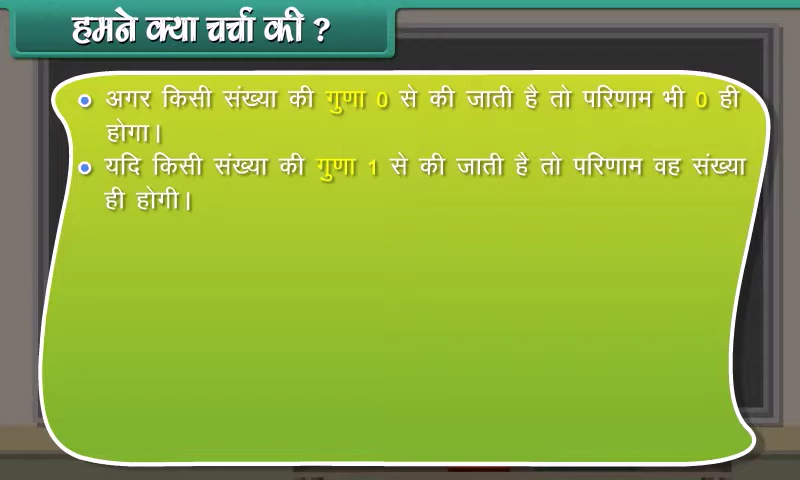 हमने क्या चर्चा की ?
अगर किसी संख्या की गुणा 0 से की जाती है तो परिणाम भी 0 ही
होगा।
यदि किसी संख्या की गुणा 1 से की जाती है तो परिणाम वह संख्या
ही होगी।